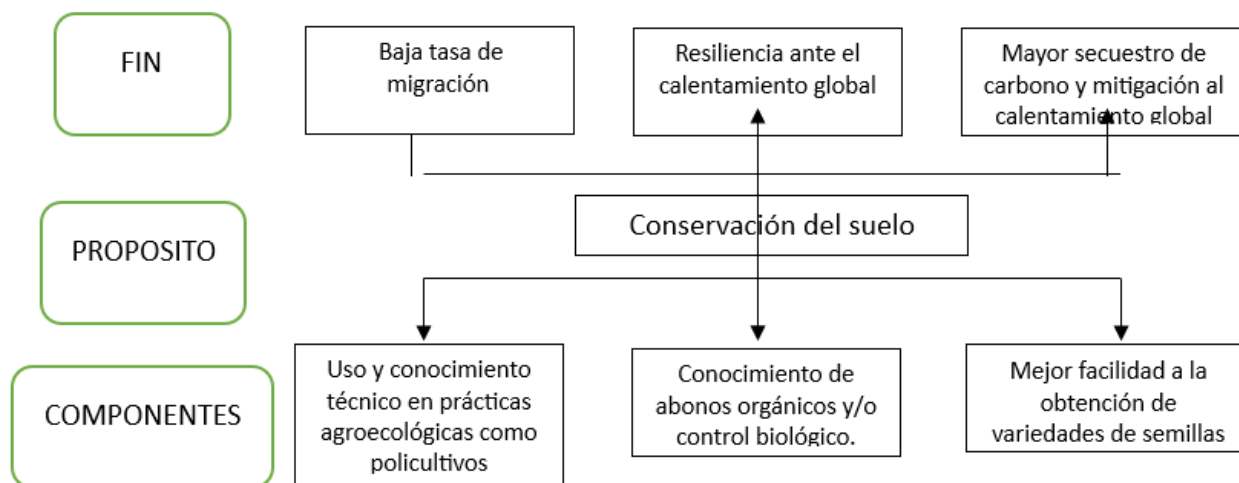 FIN
Baja tasa de
migración
Resiliencia ante el
calentamiento global
Mayor secuestro de
carbono y mitigación al
calentamiento global
PROPOSITO
Conservación del suelo
COMPONENTES
Uso y conocimiento
técnico en prácticas
agroecológicas como
policultivos
Conocimiento de
abonos orgánicos y/o
control biológico.
Mejor facilidad a la
obtención de
variedades de semillas